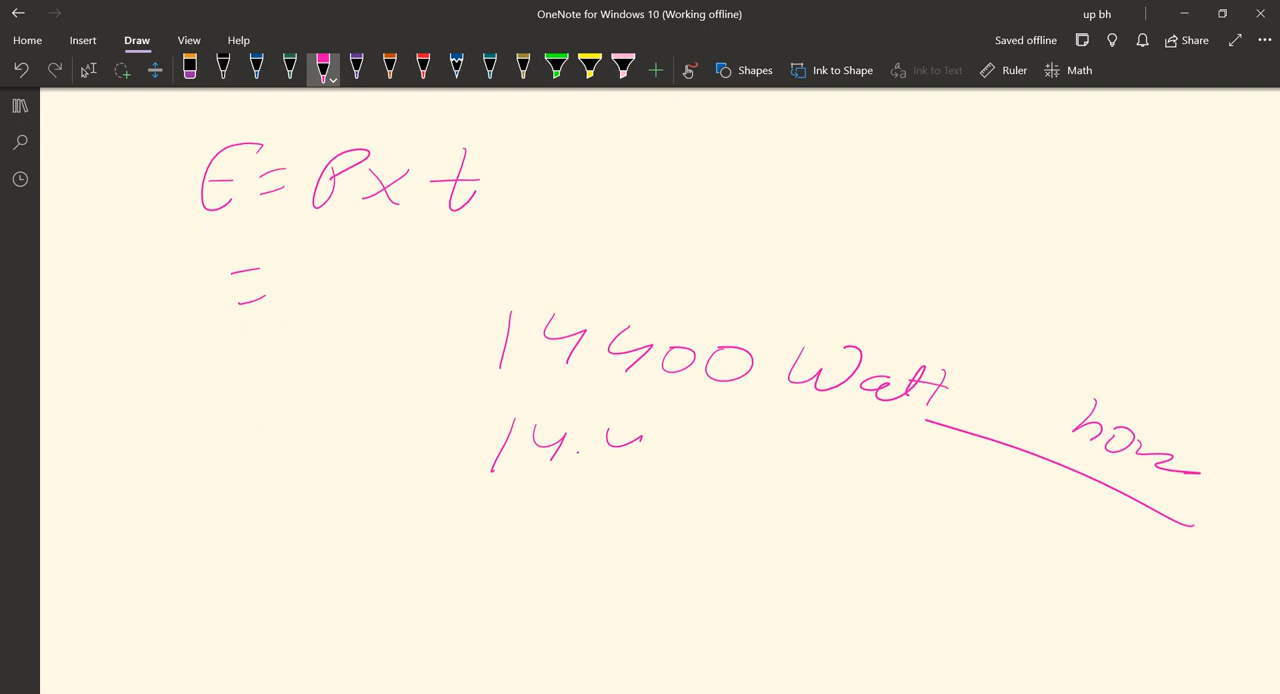 OneNote for Windows 10 (Working offline)
up bh
Home Insert Draw View Help
Saved offline
Share
Shapes
Ink to Shape
Ink to Text
Ruler
Math
E = P x t
=
14400 Watt hour
14.4